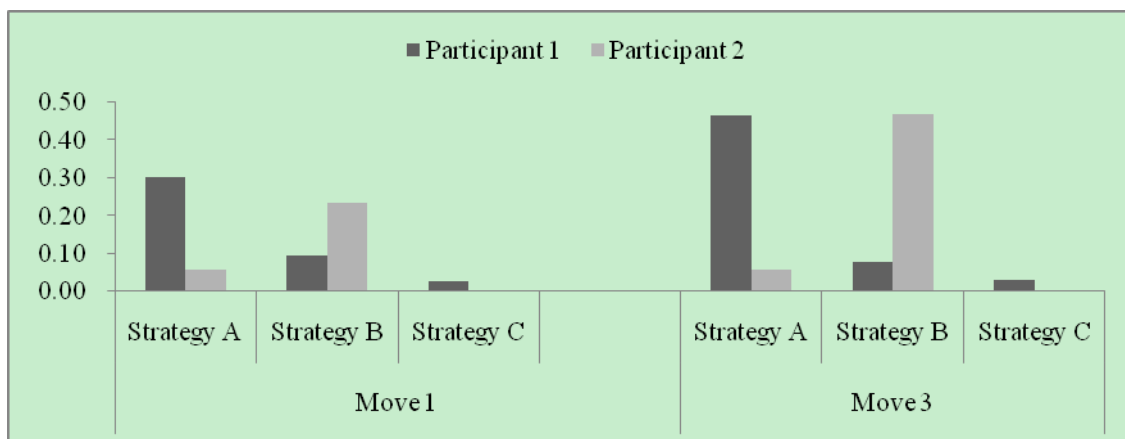 Participant 1 Participant 2
0.50
0.40
0.30
0.20
0.10
0.00
Strategy A Strategy B Strategy C Strategy A Strategy B Strategy C
Move 1 Move 3